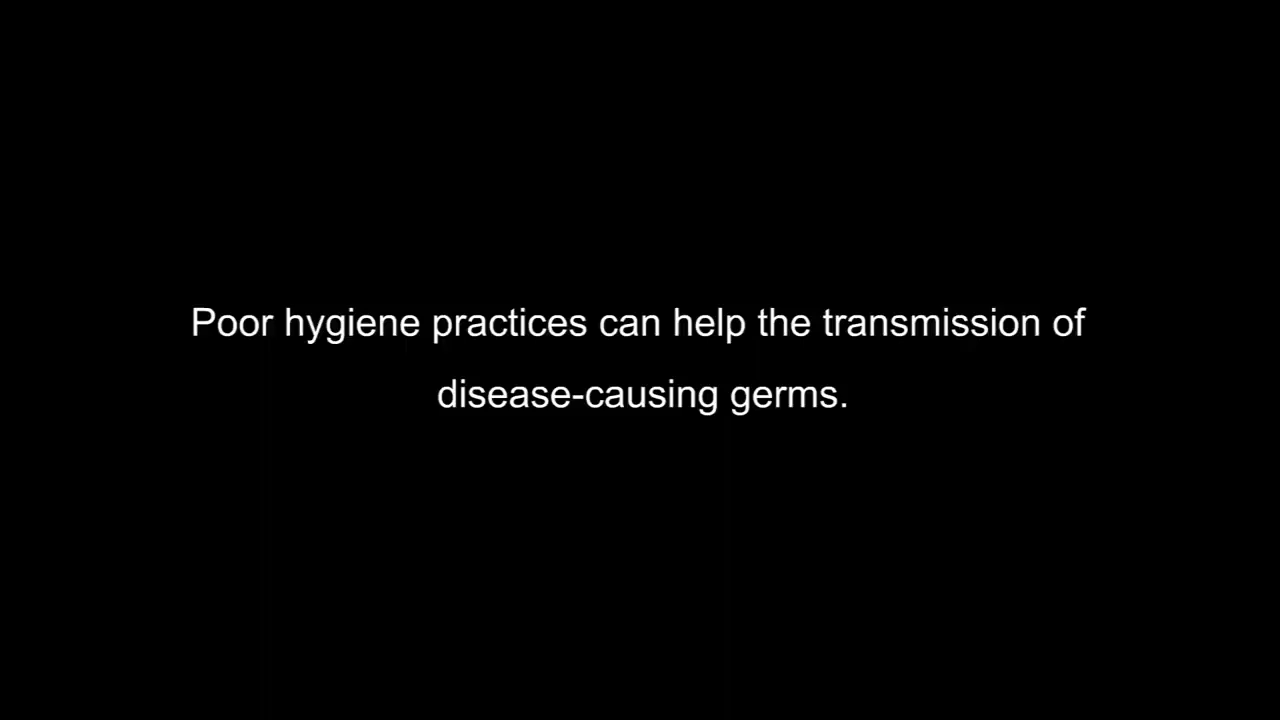 Poor hygiene practices can help the transmission of
disease-causing germs.